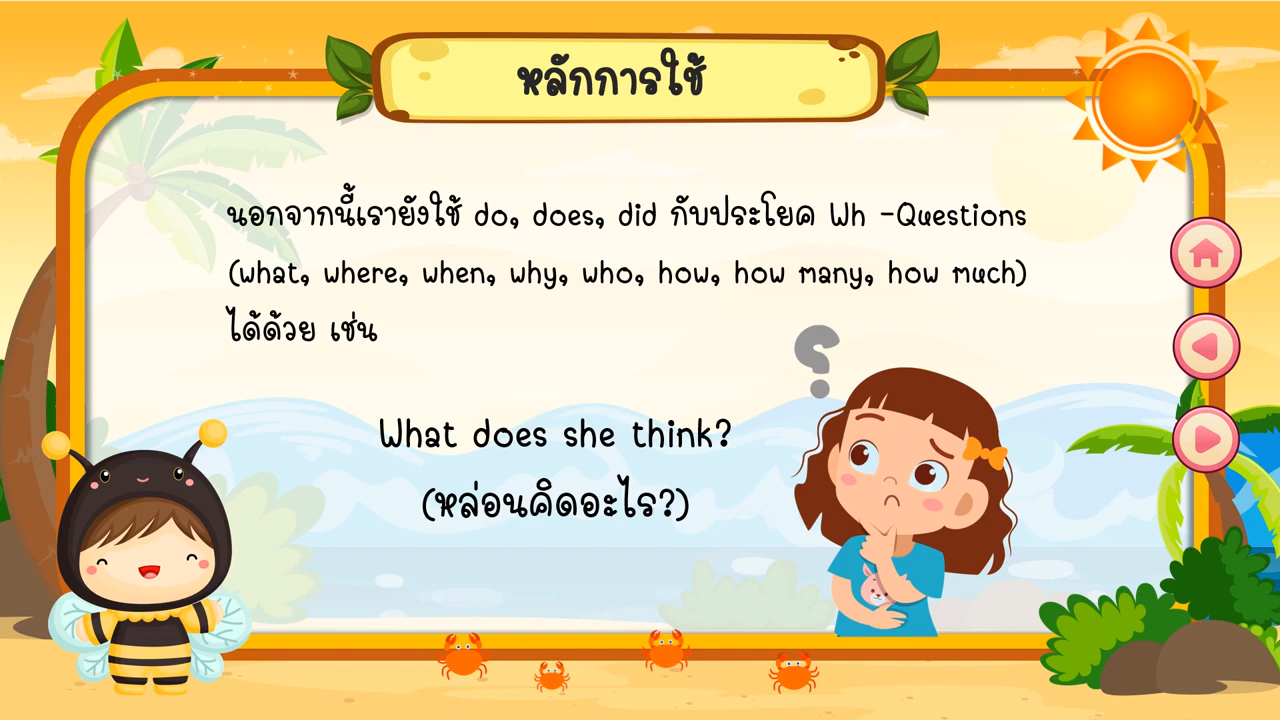 หลักการใช้
นอกจากนี้เรายังใช้ do, does, did กับประโยค Wh -Questions
(what, where, when, why, who, how, how many, how much)
ได้ด้วย เช่น
What does she think?
(หล่อนคิดอะไร?)